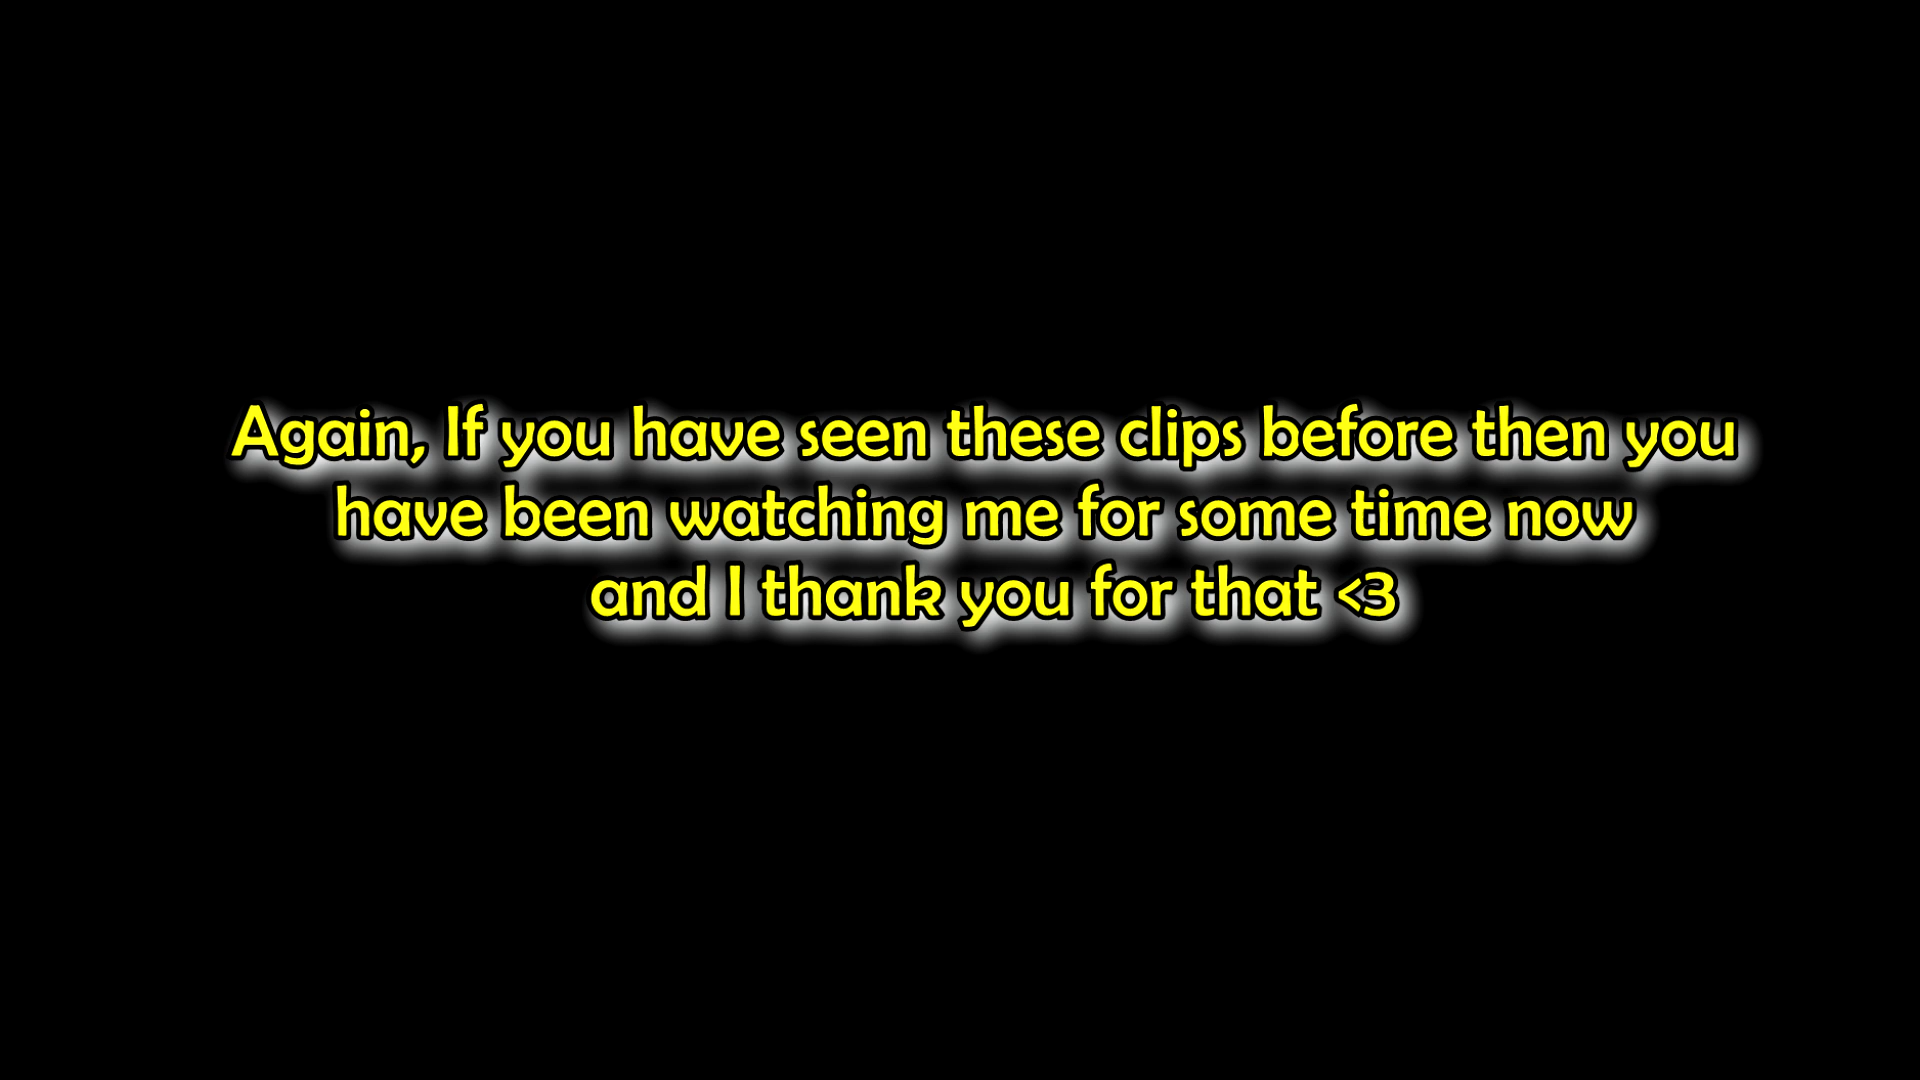 Again, If you have seen these clips before then you
have been watching me for some time now
and I thank you for that <3